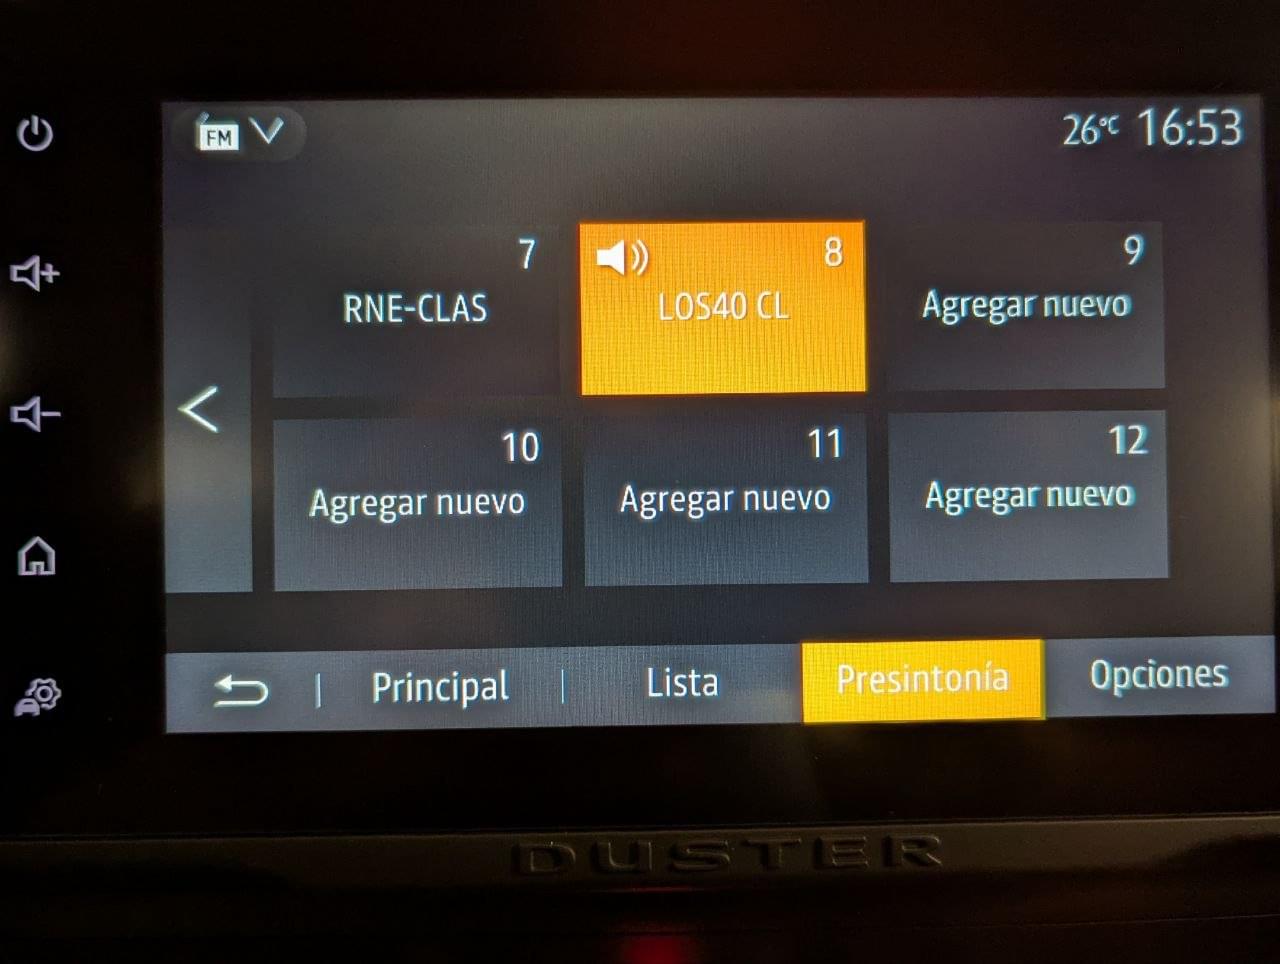 FM
26°C 16:53
7
RNE-CLAS
8
LOS40 CL
9
Agregar nuevo
10
Agregar nuevo
11
Agregar nuevo
12
Agregar nuevo
Principal
Lista
Presintonía
Opciones
DUSTER